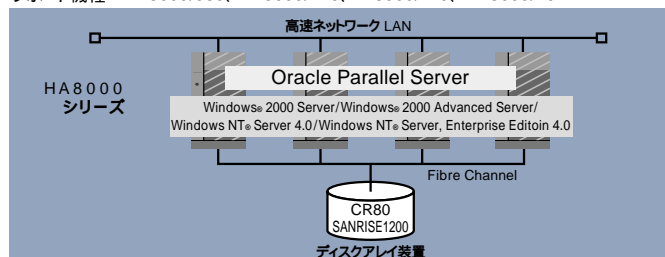 高速ネットワーク LAN
Oracle Parallel Server
HA8000
シリーズ
Windows® 2000 Server/Windows® 2000 Advanced Server/
Windows NT® Server 4.0/Windows NT® Server, Enterprise Editoin 4.0
Fibre Channel
CR80
SANRISE1200
ディスクアレイ装置